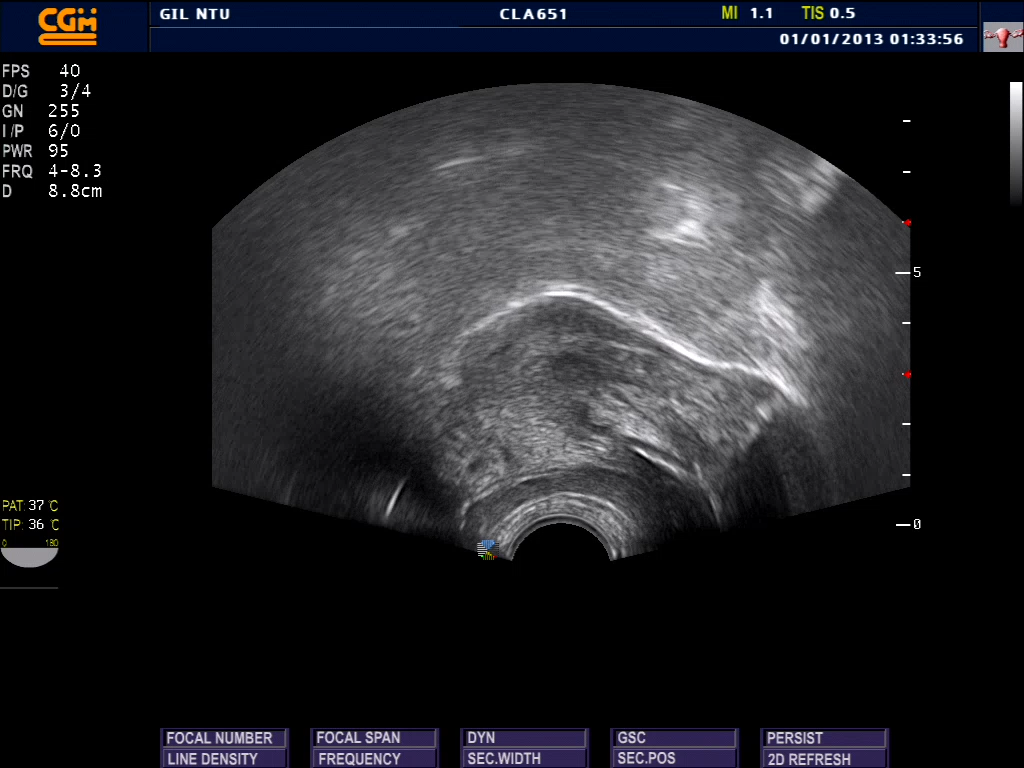 CGM
GIL NTU CLA651 MI 1.1 TIS 0.5
01/01/2013 01:33:56
FPS 40
D/G 3/4
GN 255
I/P 6/0
PWR 95
FRQ 4-8.3
D 8.8cm
5
PAT: 37 °C
TIP: 36 °C
0 180
0
FOCAL NUMBER FOCAL SPAN DYN GSC PERSIST
LINE DENSITY FREQUENCY SEC.WIDTH SEC.POS 2D REFRESH